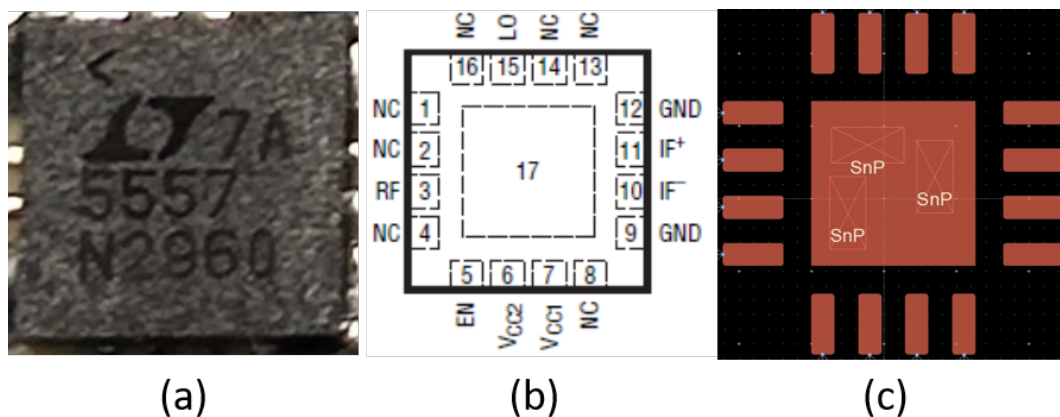 7A
5557
N2960
NC
LO
NC
NC
16
15
14
13
NC
1
12
GND
NC
2
11
IF+
17
RF
3
10
IF−
NC
4
9
GND
5
6
7
8
EN
VCC2
VCC1
NC
SnP
SnP
SnP
(a)
(b)
(c)